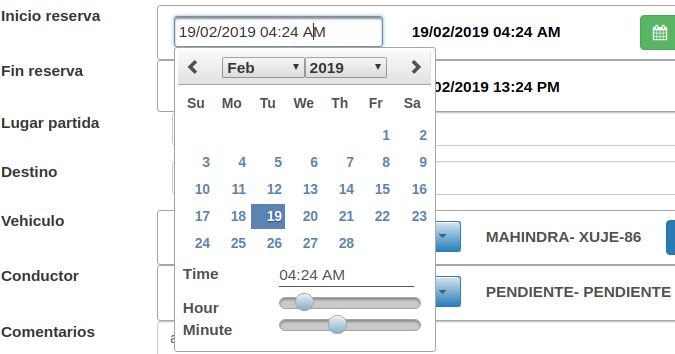 Inicio reserva
19/02/2019 04:24 AM
19/02/2019 04:24 AM
Fin reserva
02/2019 13:24 PM
Feb 2019
Su Mo Tu We Th Fr Sa
1 2
3 4 5 6 7 8 9
10 11 12 13 14 15 16
17 18 19 20 21 22 23
24 25 26 27 28
Time 04:24 AM
Hour
Minute
Lugar partida
Destino
Vehiculo
MAHINDRA- XUJE-86
Conductor
PENDIENTE- PENDIENTE
Comentarios